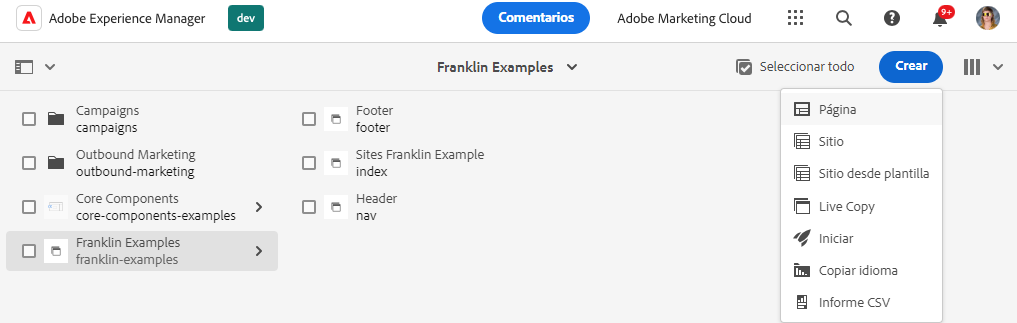 Adobe Experience Manager
dev
Comentarios
Adobe Marketing Cloud
9+
Franklin Examples
Seleccionar todo
Crear
Campaigns
campaigns
Outbound Marketing
outbound-marketing
Core Components
core-components-examples
Franklin Examples
franklin-examples
Footer
footer
Sites Franklin Example
index
Header
nav
Página
Sitio
Sitio desde plantilla
Live Copy
Iniciar
Copiar idioma
Informe CSV